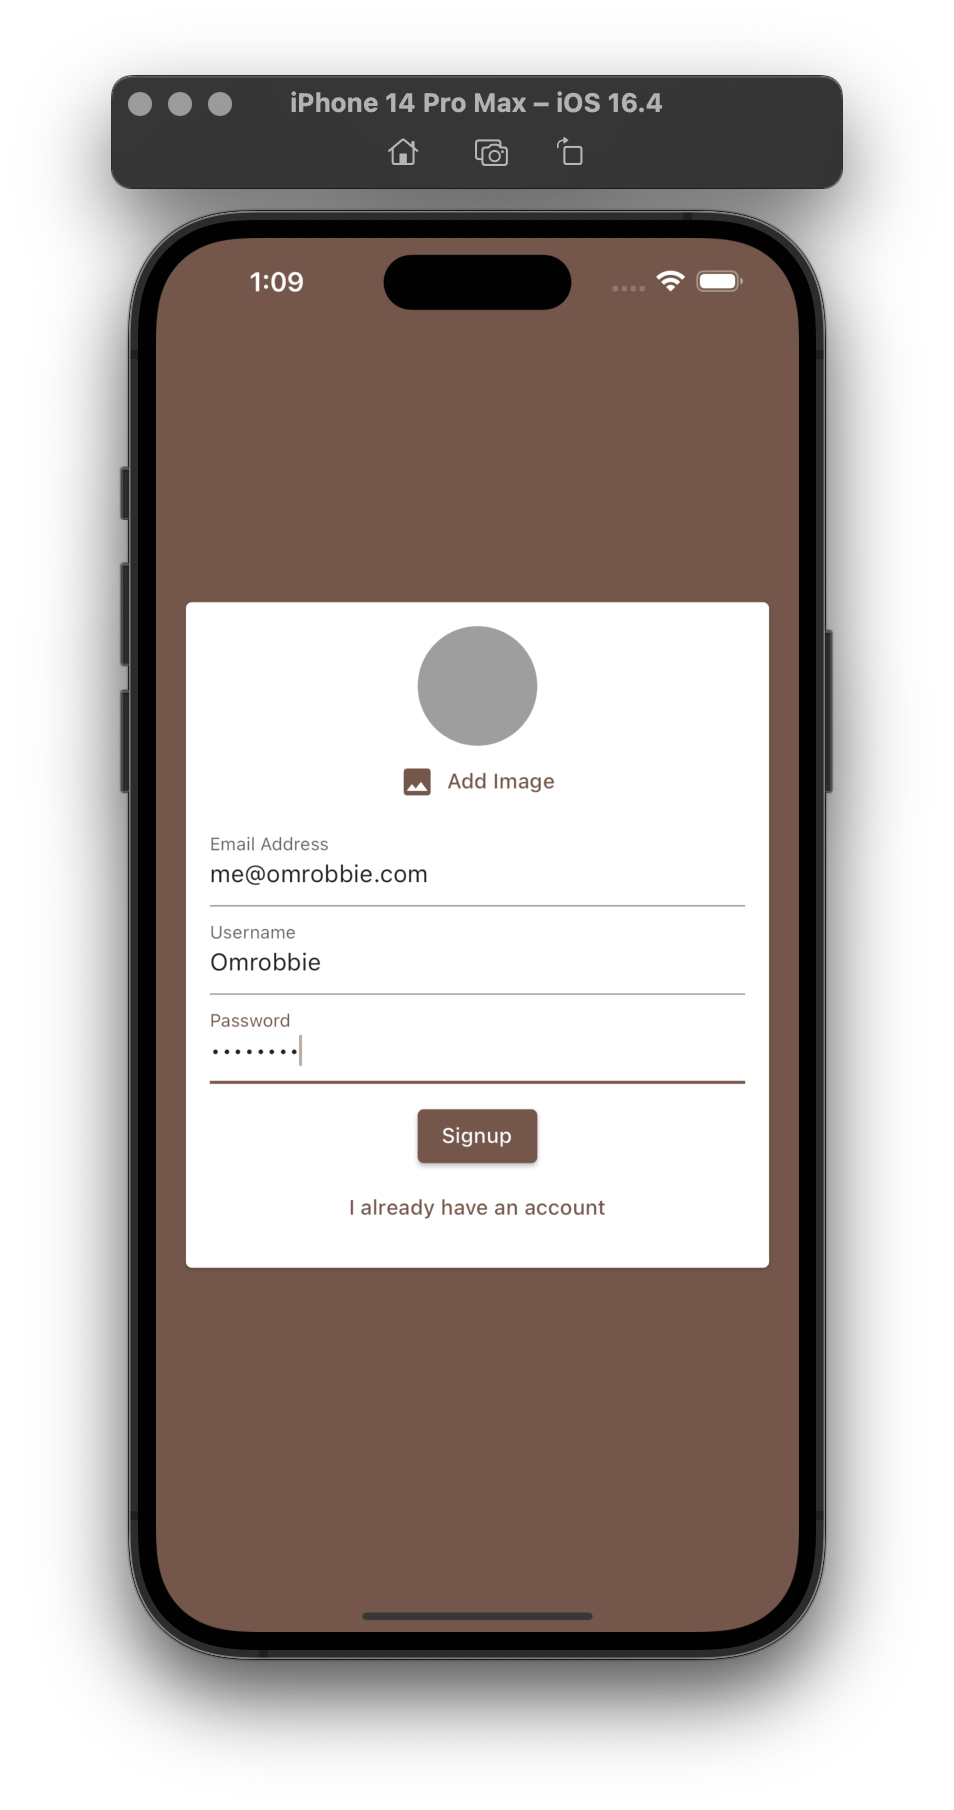 iPhone 14 Pro Max – iOS 16.4
1:09
Add Image
Email Address
me@omrobbie.com
Username
Omrobbie
Password
••••••••
Signup
I already have an account